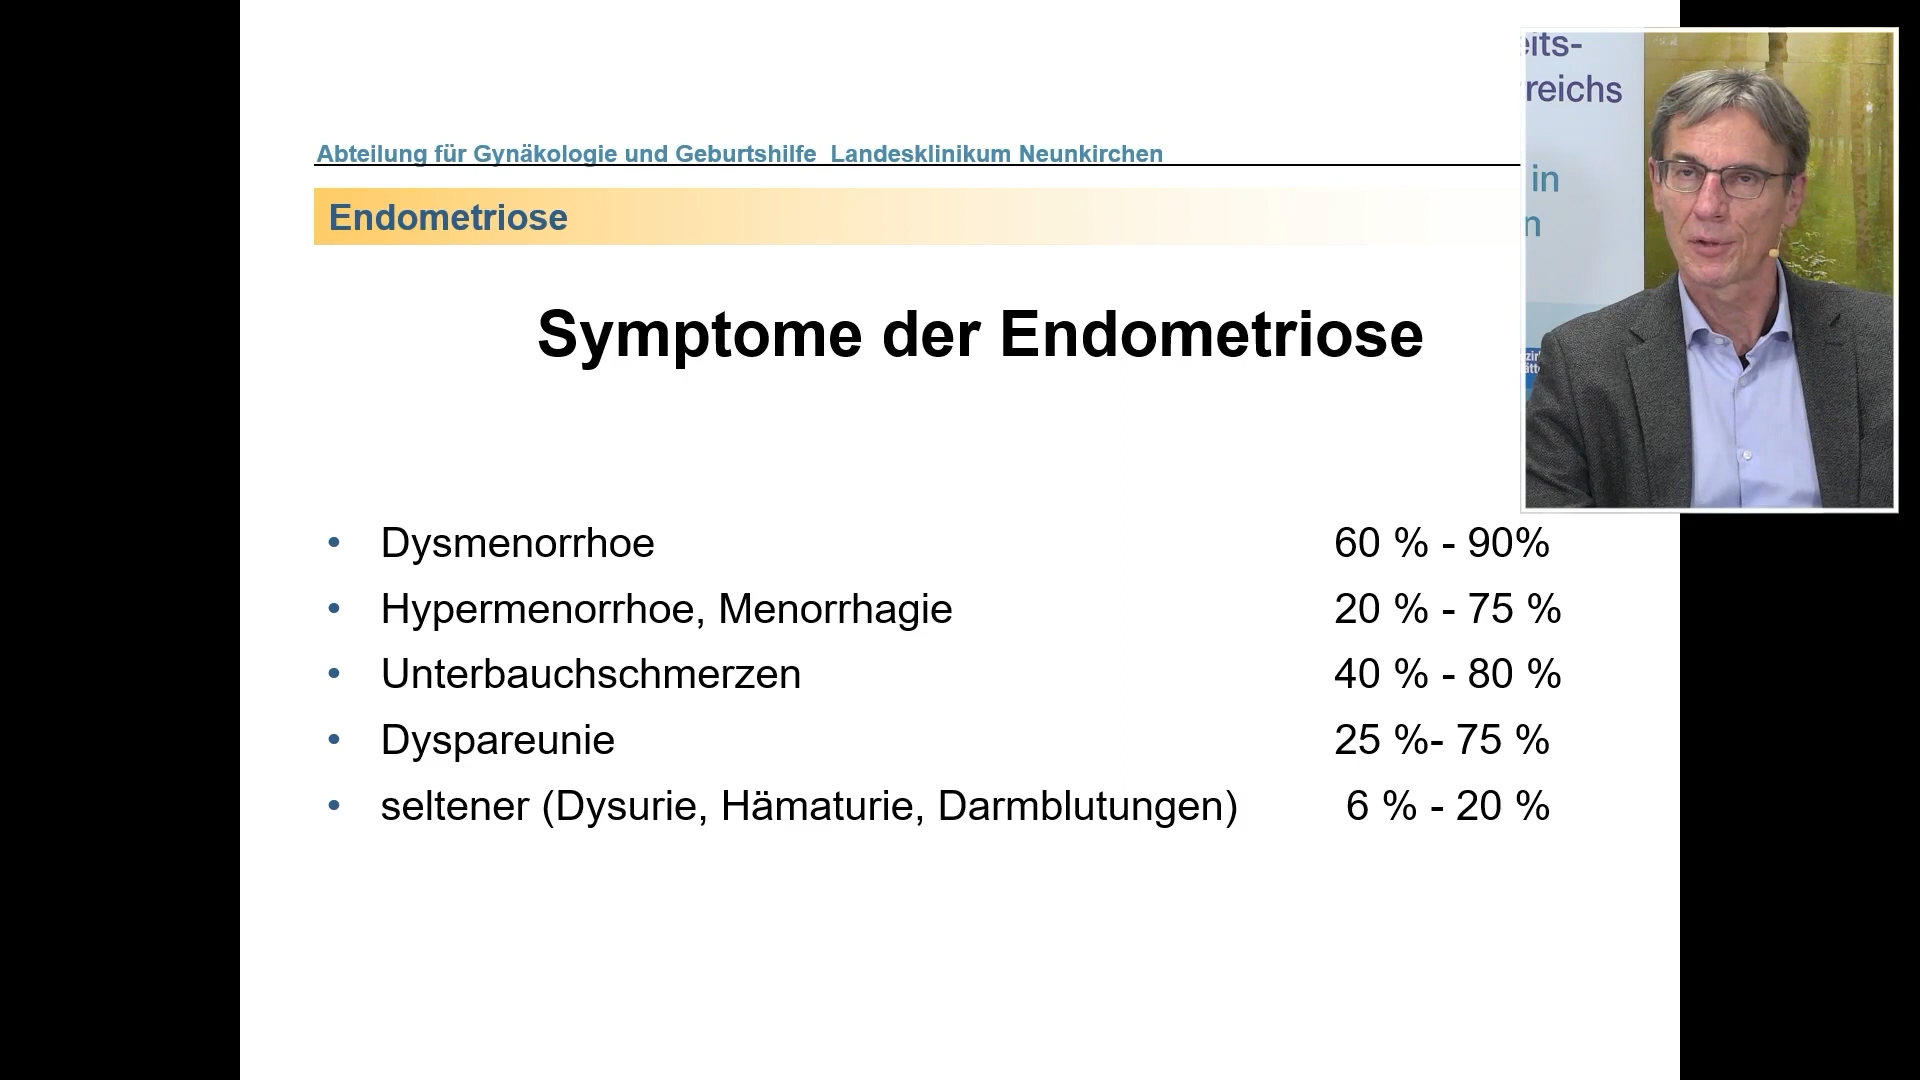 Abteilung für Gynäkologie und Geburtshilfe  Landesklinikum Neunkirchen
Endometriose
Symptome der Endometriose
• Dysmenorrhoe 60 % - 90%
• Hypermenorrhoe, Menorrhagie 20 % - 75 %
• Unterbauchschmerzen 40 % - 80 %
• Dyspareunie 25 %- 75 %
• seltener (Dysurie, Hämaturie, Darmblutungen) 6 % - 20 %
eits-
reichs
in
n